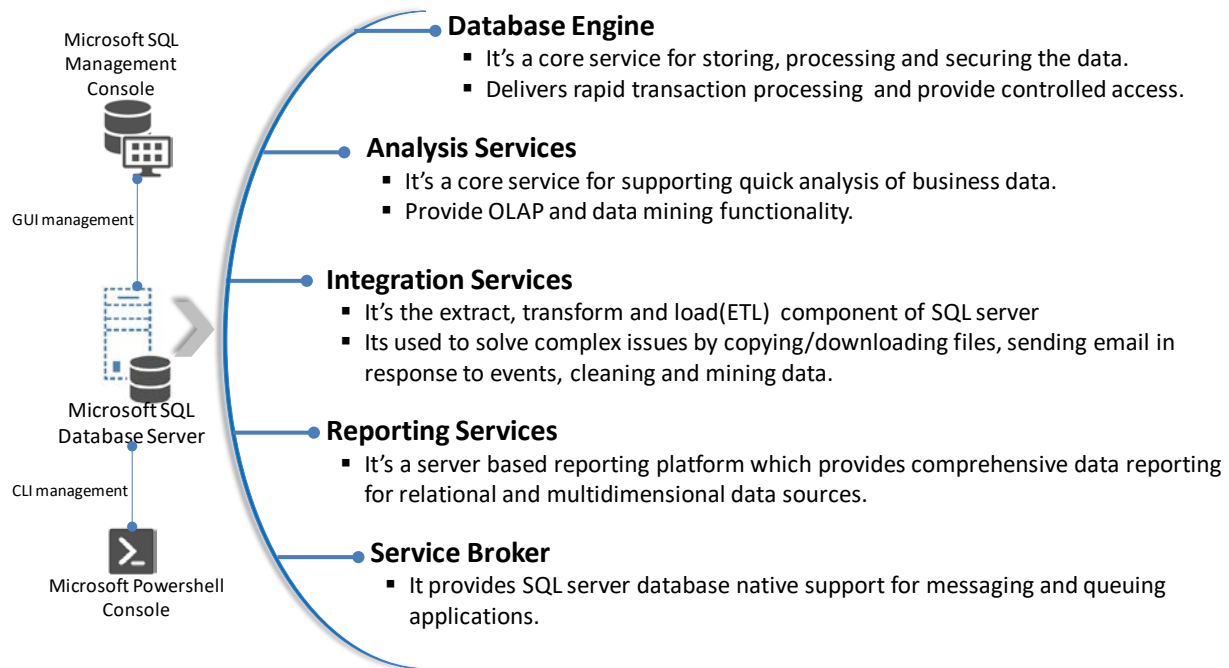 Microsoft SQL
Management
Console
GUI management
Microsoft SQL
Database Server
CLI management
Microsoft Powershell
Console
Database Engine
▪ It's a core service for storing, processing and securing the data.
▪ Delivers rapid transaction processing and provide controlled access.
Analysis Services
▪ It's a core service for supporting quick analysis of business data.
▪ Provide OLAP and data mining functionality.
Integration Services
▪ It's the extract, transform and load(ETL) component of SQL server
▪ Its used to solve complex issues by copying/downloading files, sending email in
response to events, cleaning and mining data.
Reporting Services
▪ It's a server based reporting platform which provides comprehensive data reporting
for relational and multidimensional data sources.
Service Broker
▪ It provides SQL server database native support for messaging and queuing
applications.